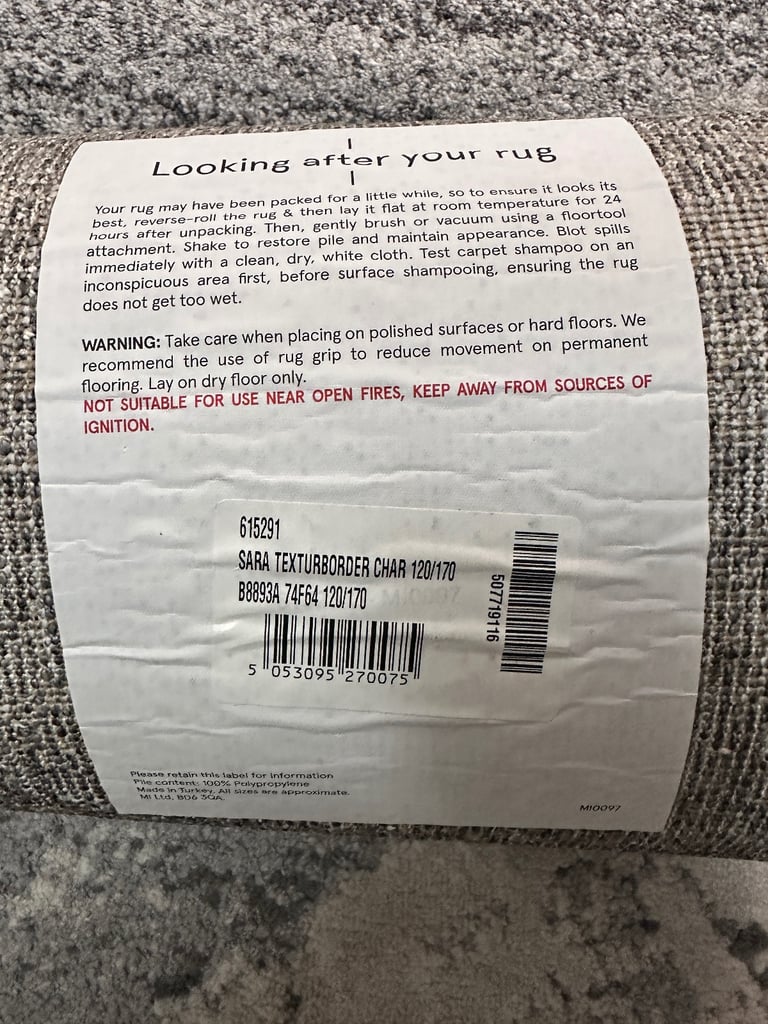 Looking after your rug
Your rug may have been packed for a little while, so to ensure it looks its
best, reverse-roll the rug & then lay it flat at room temperature for 24
hours after unpacking. Then, gently brush or vacuum using a floortool
attachment. Shake to restore pile and maintain appearance. Blot spills
immediately with a clean, dry, white cloth. Test carpet shampoo on an
inconspicuous area first, before surface shampooing, ensuring the rug
does not get too wet.
WARNING: Take care when placing on polished surfaces or hard floors. We
recommend the use of rug grip to reduce movement on permanent
flooring. Lay on dry floor only.
NOT SUITABLE FOR USE NEAR OPEN FIRES, KEEP AWAY FROM SOURCES OF
IGNITION.
615291
SARA TEXTURBORDER CHAR 120/170
B8893A 74F64 120/170
MI0097
5 053095 270075
507719116
Please retain this label for information
Pile content: 100% Polypropylene
Made in Turkey. All sizes are approximate.
MI Ltd, BD6 3QA.
MI0097